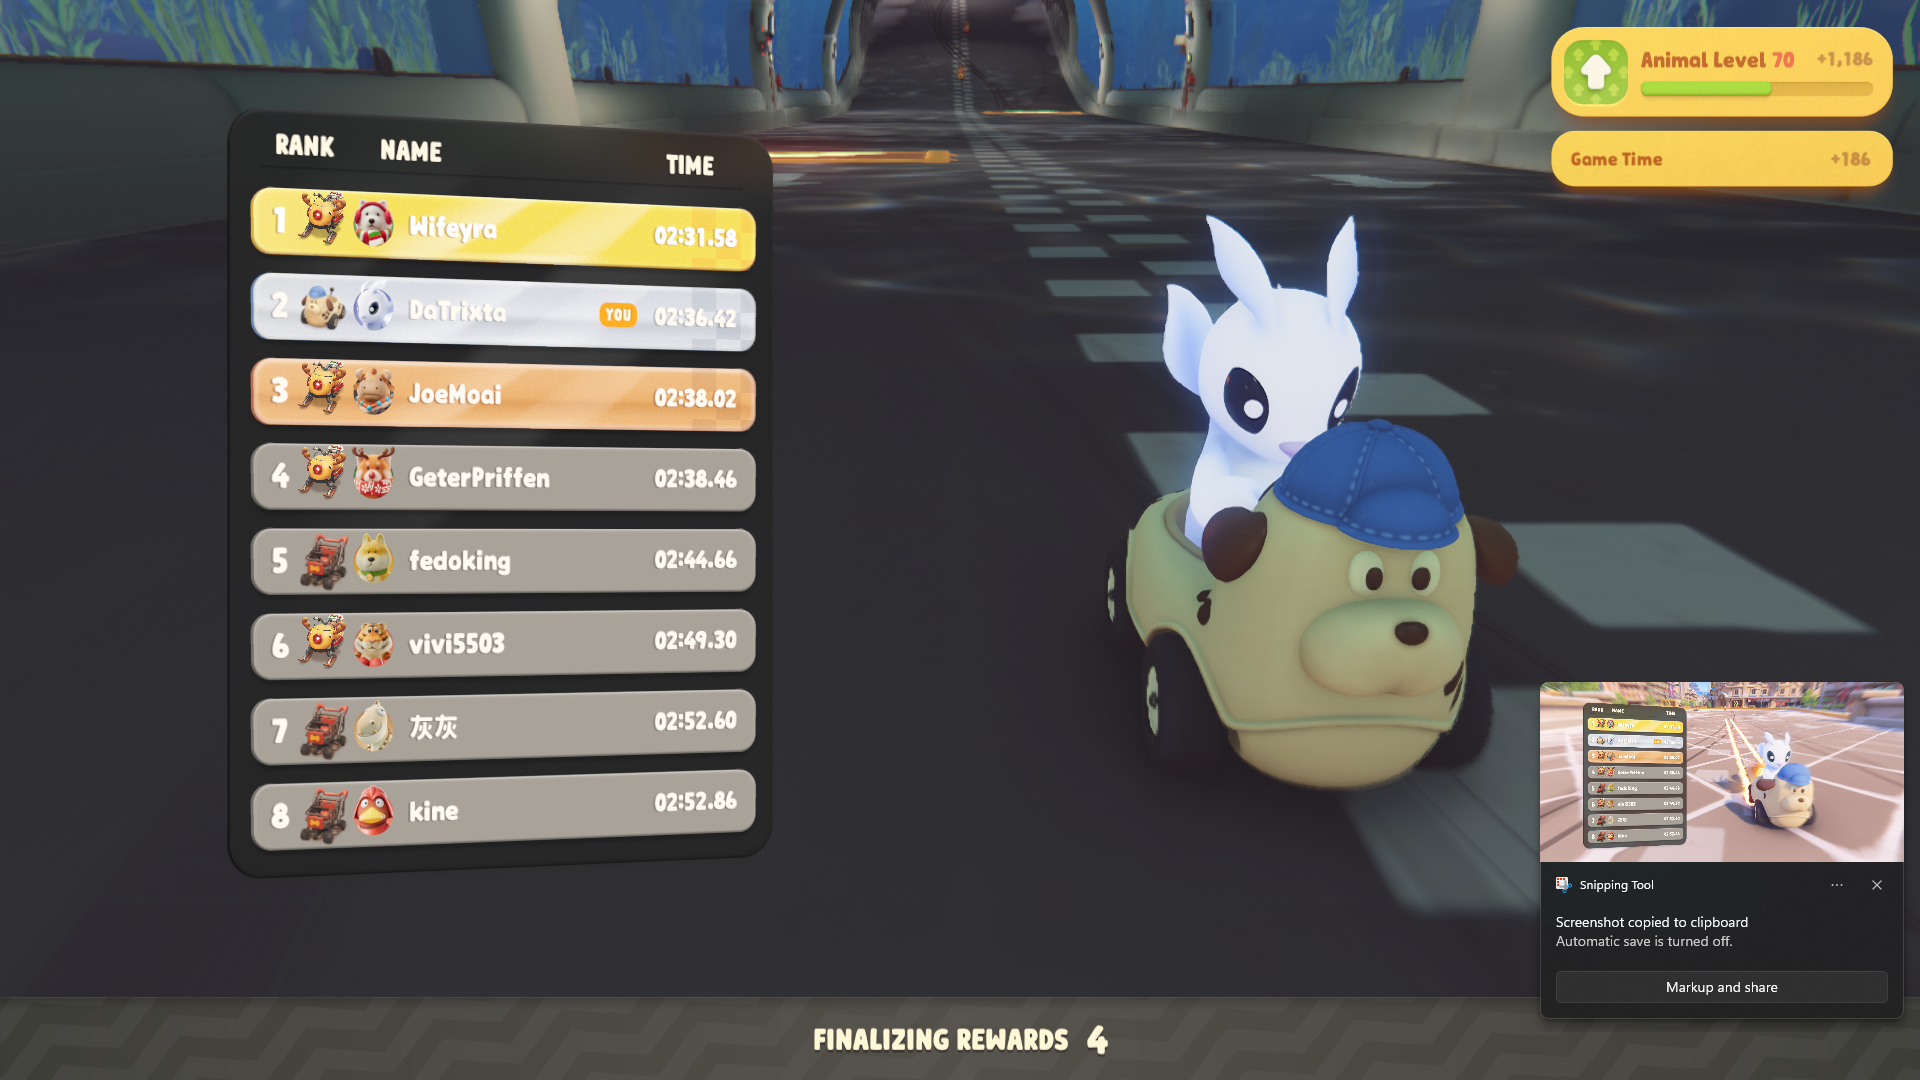 RANK NAME TIME
1 Wifeyra 02:31.58
2 DaTrixta YOU 02:36.42
3 JoeMoai 02:38.02
4 GeterPriffen 02:38.46
5 fedoking 02:44.66
6 vivi5503 02:49.30
7 灰灰 02:52.60
8 kine 02:52.86
Animal Level 70 +1,186
Game Time +186
Snipping Tool
Screenshot copied to clipboard
Automatic save is turned off.
Markup and share
FINALIZING REWARDS 4